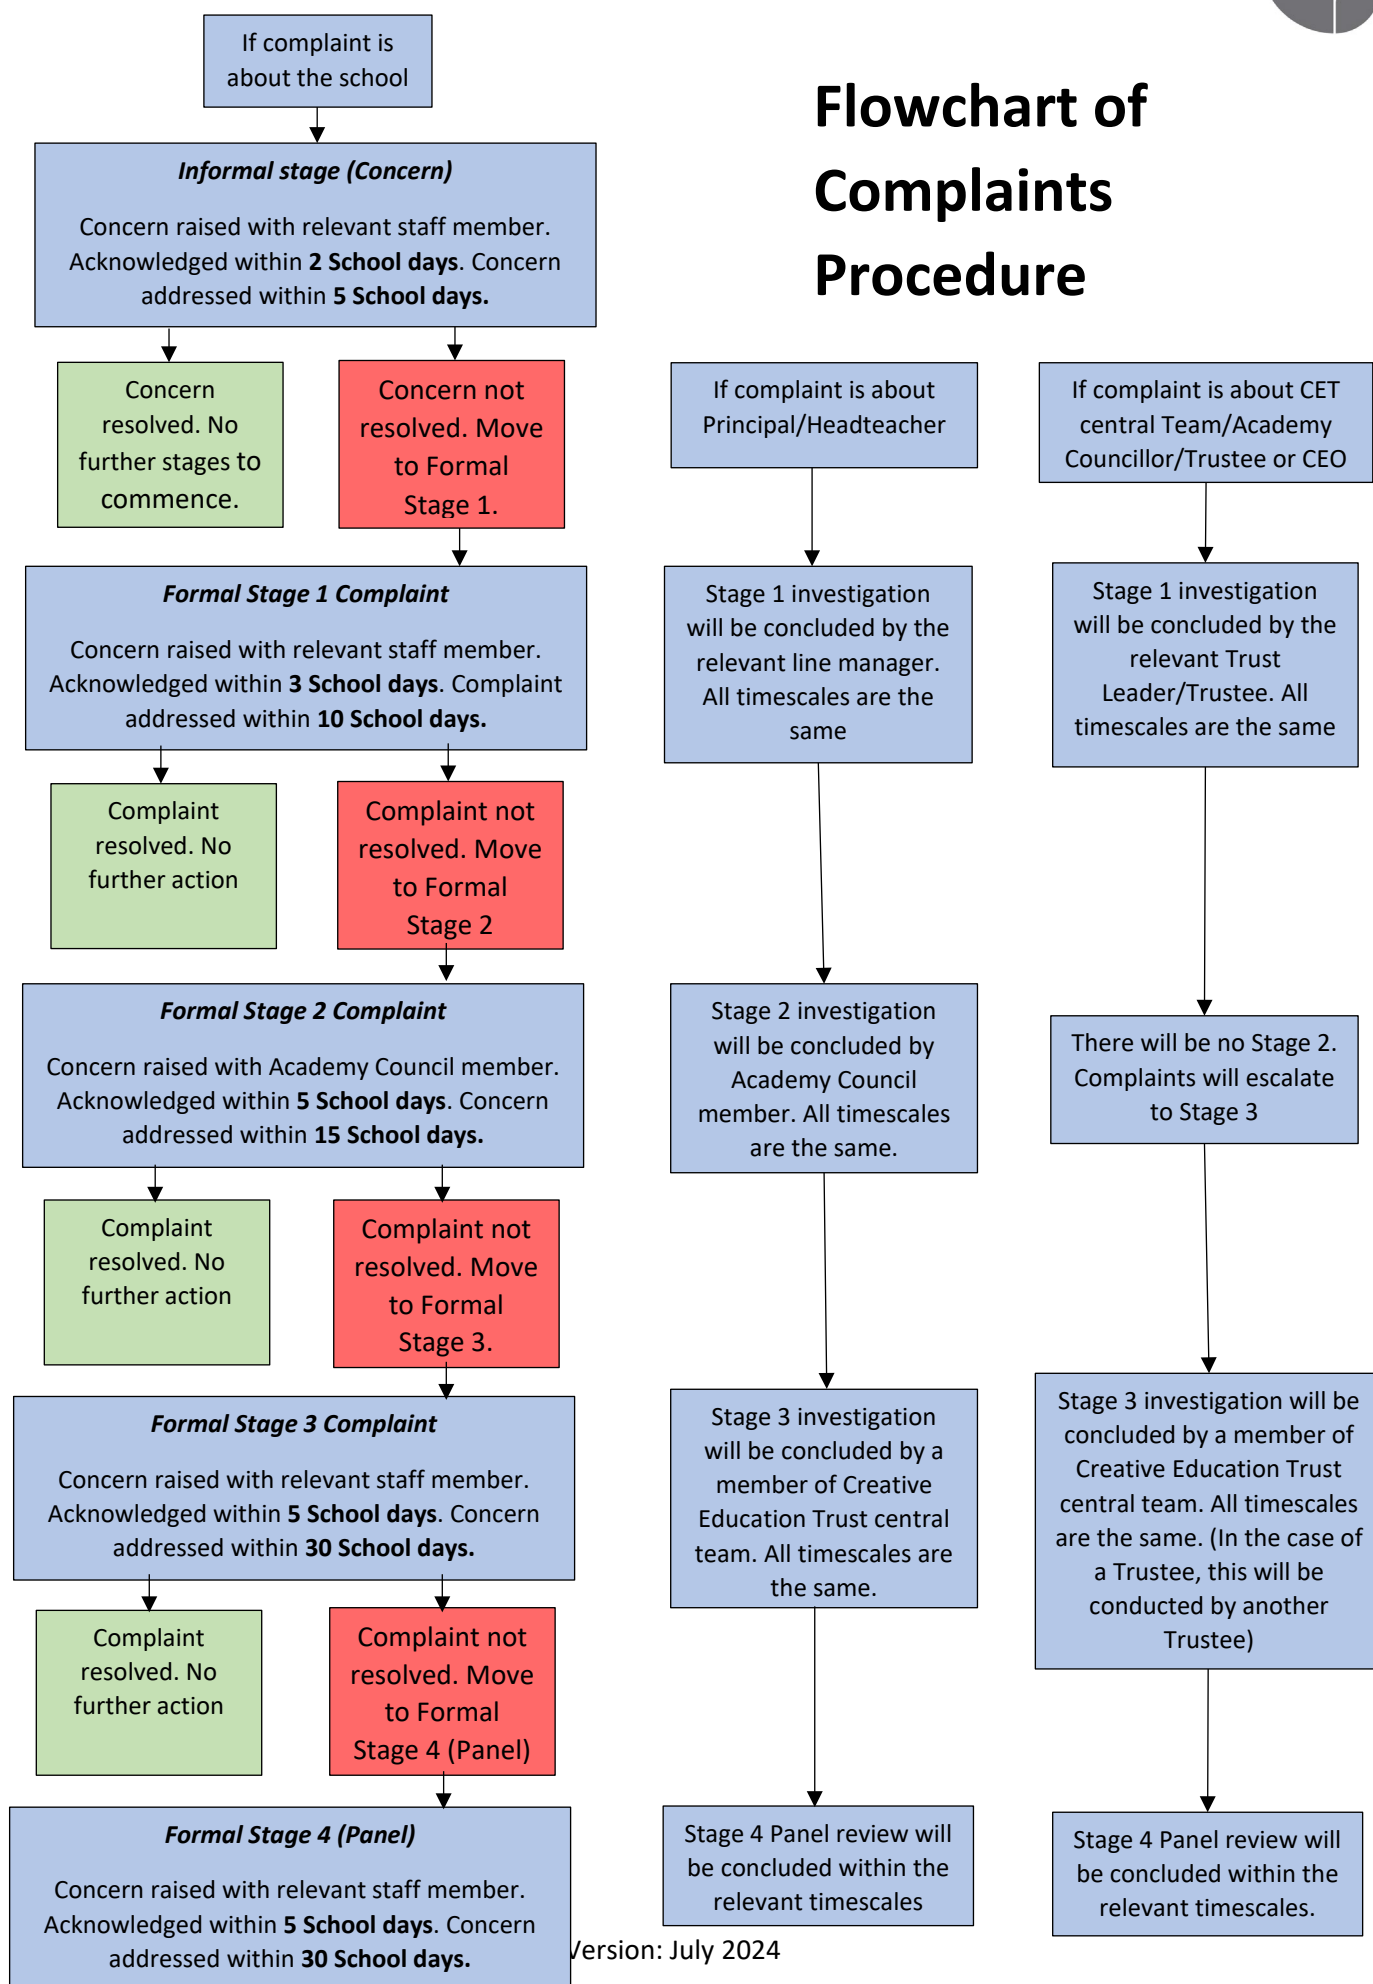 If complaint is
about the school
Flowchart of
Complaints
Procedure
Informal stage (Concern)
Concern raised with relevant staff member.
Acknowledged within 2 School days. Concern
addressed within 5 School days.
Concern
resolved. No
further stages to
commence.
Concern not
resolved. Move
to Formal
Stage 1.
Formal Stage 1 Complaint
Concern raised with relevant staff member.
Acknowledged within 3 School days. Complaint
addressed within 10 School days.
Complaint
resolved. No
further action
Complaint not
resolved. Move
to Formal
Stage 2
Formal Stage 2 Complaint
Concern raised with Academy Council member.
Acknowledged within 5 School days. Concern
addressed within 15 School days.
Complaint
resolved. No
further action
Complaint not
resolved. Move
to Formal
Stage 3.
Formal Stage 3 Complaint
Concern raised with relevant staff member.
Acknowledged within 5 School days. Concern
addressed within 30 School days.
Complaint
resolved. No
further action
Complaint not
resolved. Move
to Formal
Stage 4 (Panel)
Formal Stage 4 (Panel)
Concern raised with relevant staff member.
Acknowledged within 5 School days. Concern
addressed within 30 School days.
If complaint is about
Principal/Headteacher
Stage 1 investigation
will be concluded by the
relevant line manager.
All timescales are the
same
Stage 2 investigation
will be concluded by
Academy Council
member. All timescales
are the same.
Stage 3 investigation
will be concluded by a
member of Creative
Education Trust central
team. All timescales are
the same.
Stage 4 Panel review will
be concluded within the
relevant timescales
If complaint is about CET
central Team/Academy
Councillor/Trustee or CEO
Stage 1 investigation
will be concluded by the
relevant Trust
Leader/Trustee. All
timescales are the same
There will be no Stage 2.
Complaints will escalate
to Stage 3
Stage 3 investigation will be
concluded by a member of
Creative Education Trust
central team. All timescales
are the same. (In the case of
a Trustee, this will be
conducted by another
Trustee)
Stage 4 Panel review will
be concluded within the
relevant timescales.
Version: July 2024